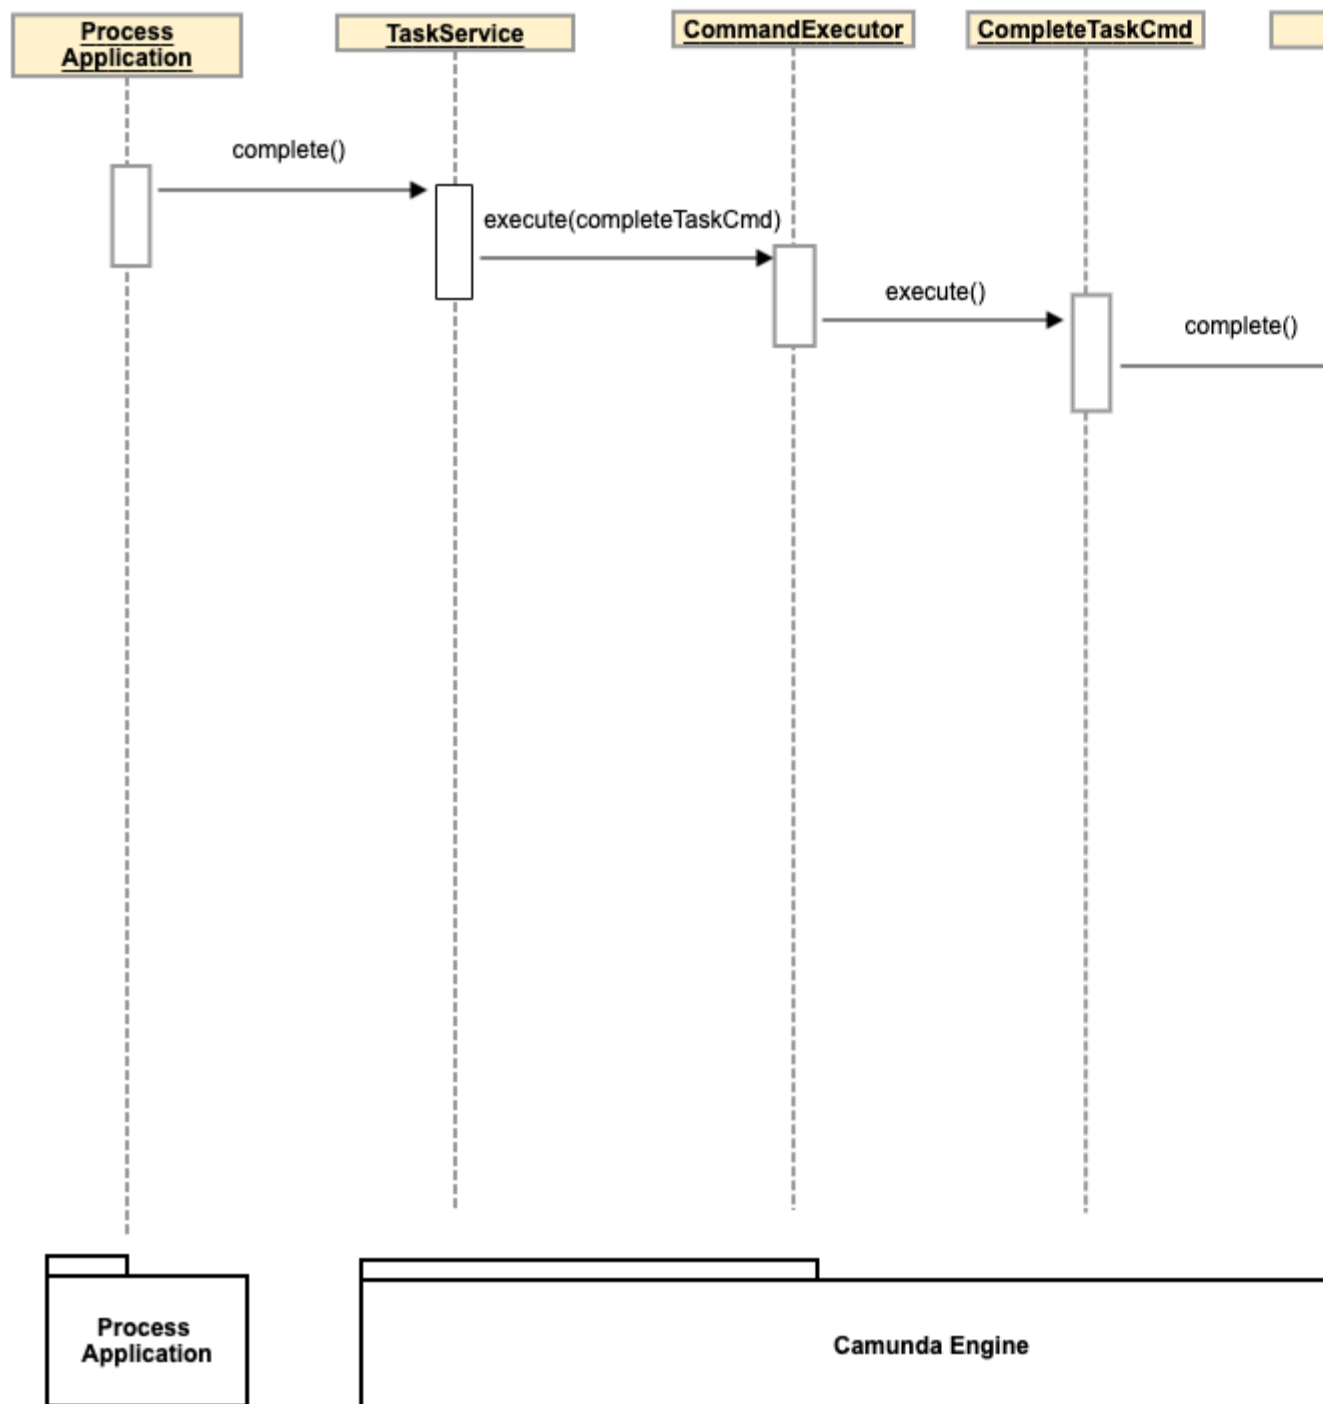 Process
Application
TaskService
CommandExecutor
CompleteTaskCmd
complete()
execute(completeTaskCmd)
execute()
complete()
Process
Application
Camunda Engine